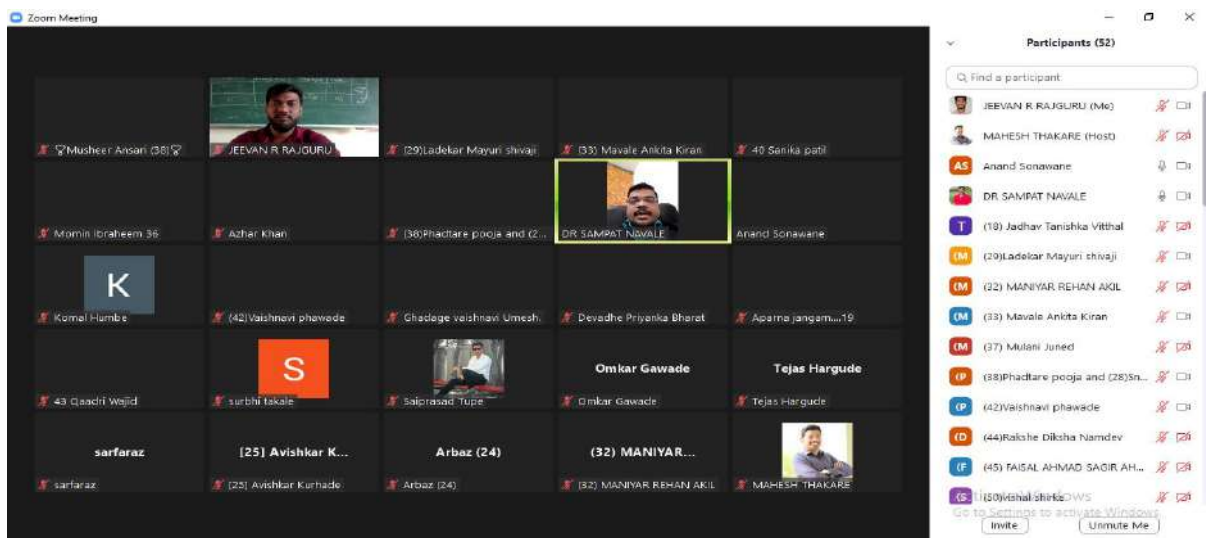 Zoom Meeting
Musheer Ansari (38)
JEEVAN R RAJGURU
(29)Ladekar Mayuri shivaji
(33) Mavale Ankita Kiran
40 Sanika patil
Momin Ibraheem 36
Azhar Khan
(38)Phadtare pooja and (2...
DR SAMPAT NAVALE
Anand Sonawane
K
Komal Humbe
(42)Vaishnavi phawade
Ghadage vaishnavi Umesh.
Devadhe Priyanka Bharat
Aparna jangam....19
43 Qaadri Wajid
S
surbhi takale
Saiprasad Tupe
Omkar Gawade
Omkar Gawade
Tejas Hargude
Tejas Hargude
sarfaraz
sarfaraz
[25] Avishkar K...
[25] Avishkar Kurhade
Arbaz (24)
Arbaz (24)
(32) MANIYAR...
(32) MANIYAR REHAN AKIL
MAHESH THAKARE
Participants (52)
Find a participant
JEEVAN R RAJGURU (Me)
MAHESH THAKARE (Host)
AS Anand Sonawane
DR SAMPAT NAVALE
T (18) Jadhav Tanishka Vitthal
(M (29)Ladekar Mayuri shivaji
(M (32) MANIYAR REHAN AKIL
(M (33) Mavale Ankita Kiran
(M (37) Mulani Juned
(P (38)Phadtare pooja and (28)Sn...
(P (42)Vaishnavi phawade
(D (44)Rakshe Diksha Namdev
(F (45) FAISAL AHMAD SAGIR AH...
(S (50)vishal shirke
Activate Windows
Go to Settings to activate Windows.
Invite
Unmute Me